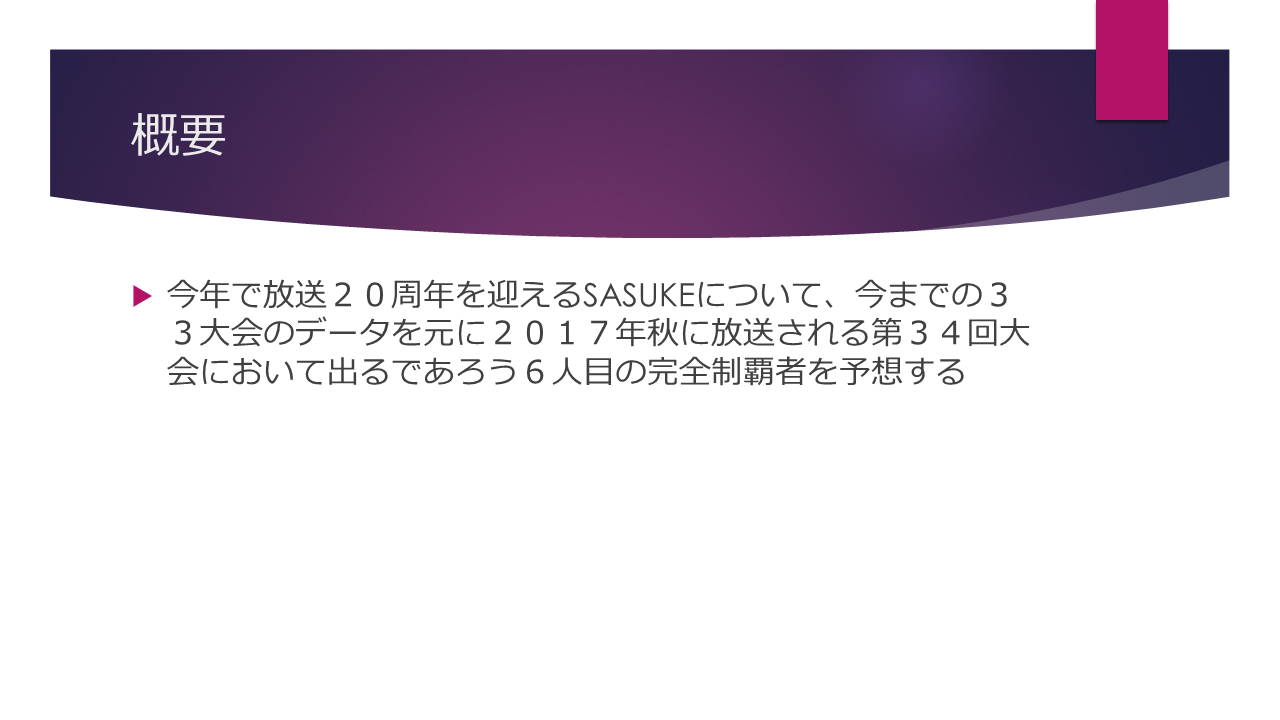 概要
今年で放送２０周年を迎えるSASUKEについて、今までの３
３大会のデータを元に２０１７年秋に放送される第３４回大
会において出るであろう６人目の完全制覇者を予想する